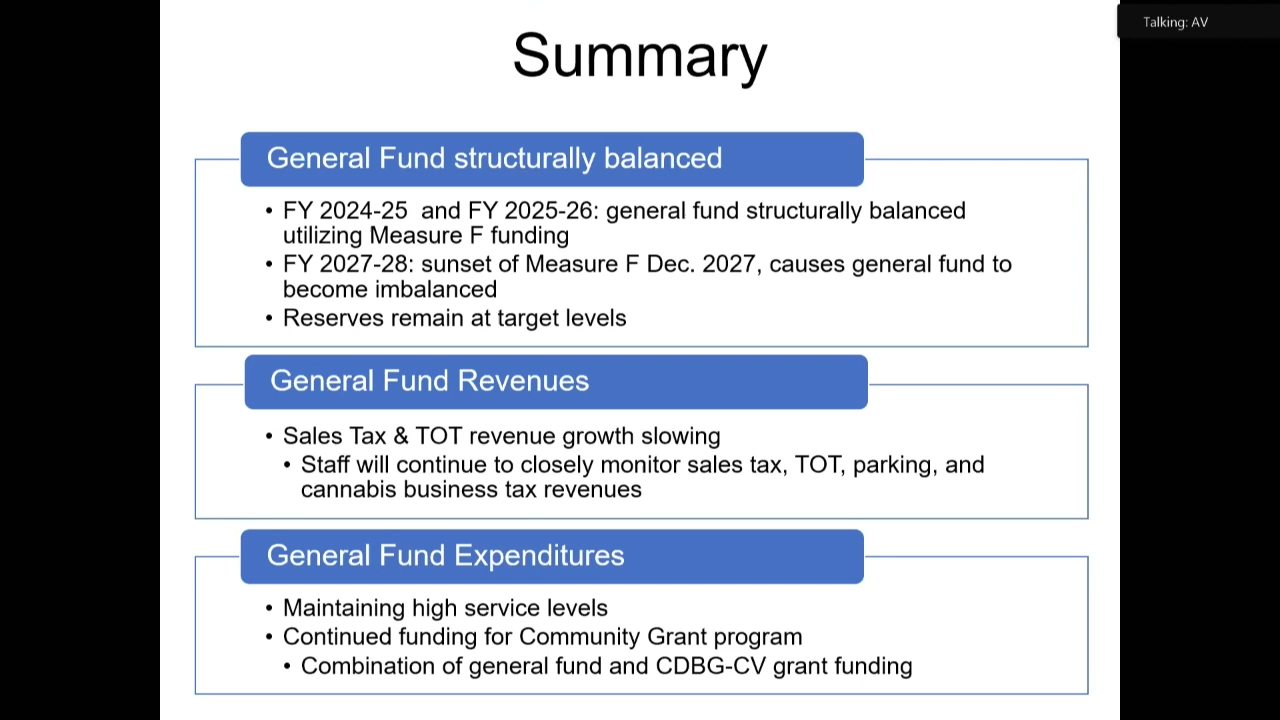 Talking: AV
Summary
General Fund structurally balanced
• FY 2024-25  and FY 2025-26: general fund structurally balanced
utilizing Measure F funding
• FY 2027-28: sunset of Measure F Dec. 2027, causes general fund to
become imbalanced
• Reserves remain at target levels
General Fund Revenues
• Sales Tax & TOT revenue growth slowing
• Staff will continue to closely monitor sales tax, TOT, parking, and
cannabis business tax revenues
General Fund Expenditures
• Maintaining high service levels
• Continued funding for Community Grant program
• Combination of general fund and CDBG-CV grant funding